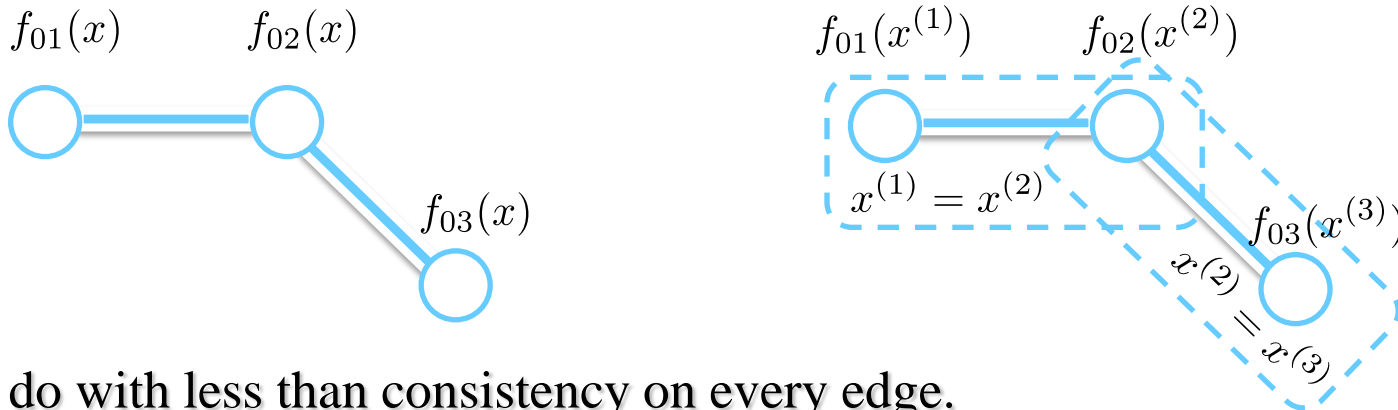 f₀₁(x) f₀₂(x)
f₀₃(x)
f₀₁(x⁽¹⁾) f₀₂(x⁽²⁾)
x⁽¹⁾ = x⁽²⁾
f₀₃(x⁽³⁾)
x⁽²⁾ = x⁽³⁾
do with less than consistency on every edge.